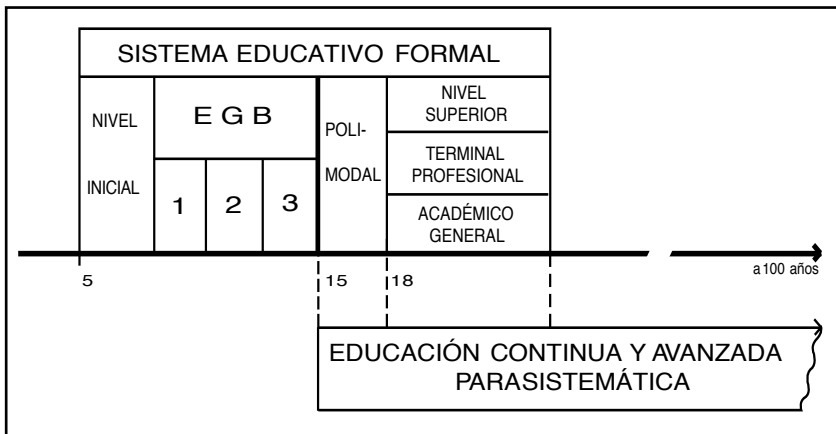 SISTEMA EDUCATIVO FORMAL
NIVEL
INICIAL
E G B
1 2 3
POLI-
MODAL
NIVEL
SUPERIOR
TERMINAL
PROFESIONAL
ACADÉMICO
GENERAL
5 15 18
a 100 años
EDUCACIÓN CONTINUA Y AVANZADA
PARASISTEMÁTICA